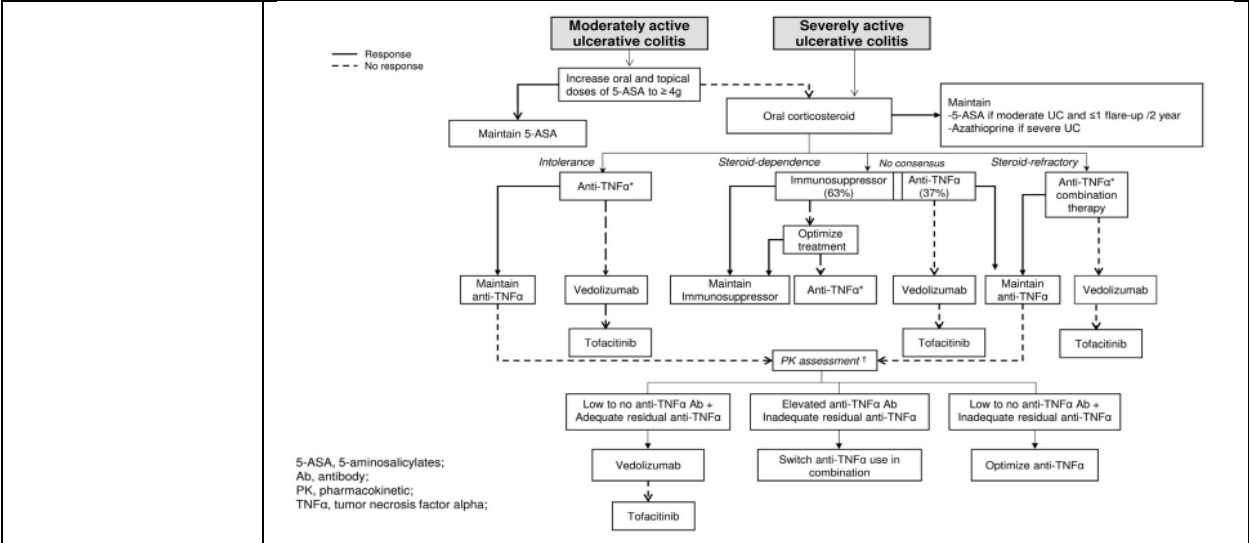 Moderately active
ulcerative colitis
Severely active
ulcerative colitis
Response
No response
Increase oral and topical
doses of 5-ASA to ≥ 4g
Maintain 5-ASA
Oral corticosteroid
Maintain
-5-ASA if moderate UC and ≤1 flare-up /2 year
-Azathioprine if severe UC
Intolerance
Steroid-dependence
No consensus
Steroid-refractory
Anti-TNFα*
Immunosuppressor
(63%)
Anti-TNFα
(37%)
Anti-TNFα*
combination
therapy
Optimize
treatment
Maintain
anti-TNFα
Vedolizumab
Maintain
Immunosuppressor
Anti-TNFα*
Vedolizumab
Maintain
anti-TNFα
Vedolizumab
Tofacitinib
Tofacitinib
Tofacitinib
PK assessment †
Low to no anti-TNFα Ab +
Adequate residual anti-TNFα
Elevated anti-TNFα Ab
Inadequate residual anti-TNFα
Low to no anti-TNFα Ab +
Inadequate residual anti-TNFα
Vedolizumab
Switch anti-TNFα use in
combination
Optimize anti-TNFα
Tofacitinib
5-ASA, 5-aminosalicylates;
Ab, antibody;
PK, pharmacokinetic;
TNFα, tumor necrosis factor alpha;